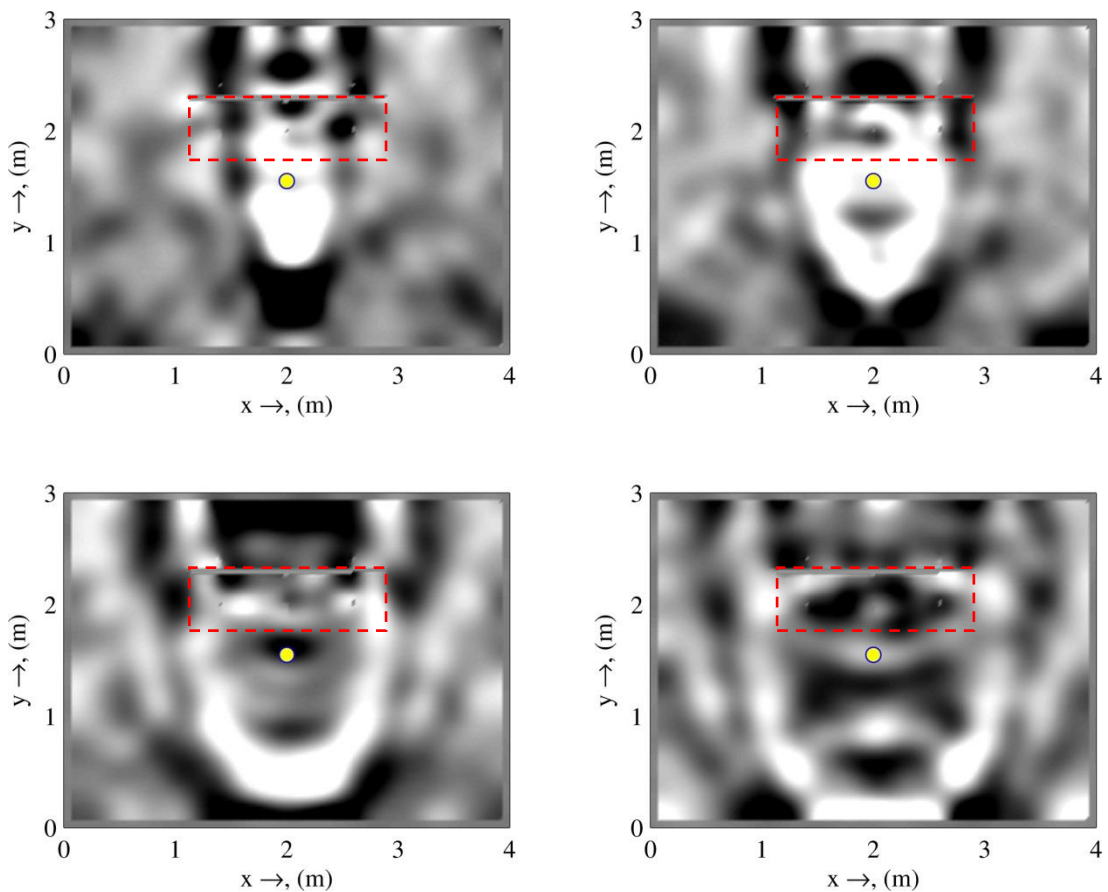 3 3
2 2
y →, (m) y →, (m)
1 1
0 0
0 1 2 3 4 0 1 2 3 4
x →, (m) x →, (m)
3 3
2 2
y →, (m) y →, (m)
1 1
0 0
0 1 2 3 4 0 1 2 3 4
x →, (m) x →, (m)